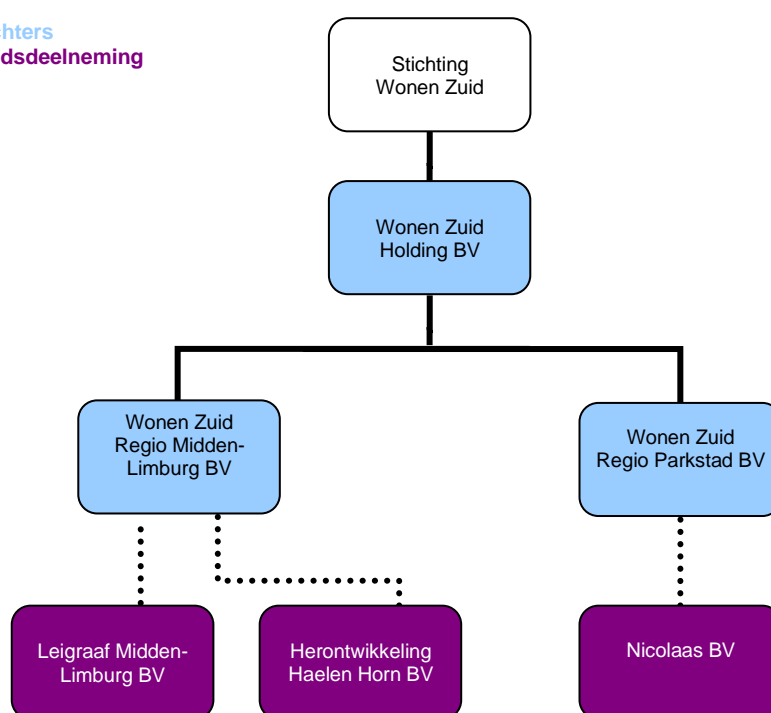 chters
dsdeelneming
Stichting
Wonen Zuid
Wonen Zuid
Holding BV
Wonen Zuid
Regio Midden-
Limburg BV
Wonen Zuid
Regio Parkstad BV
Leigraaf Midden-
Limburg BV
Herontwikkeling
Haelen Horn BV
Nicolaas BV